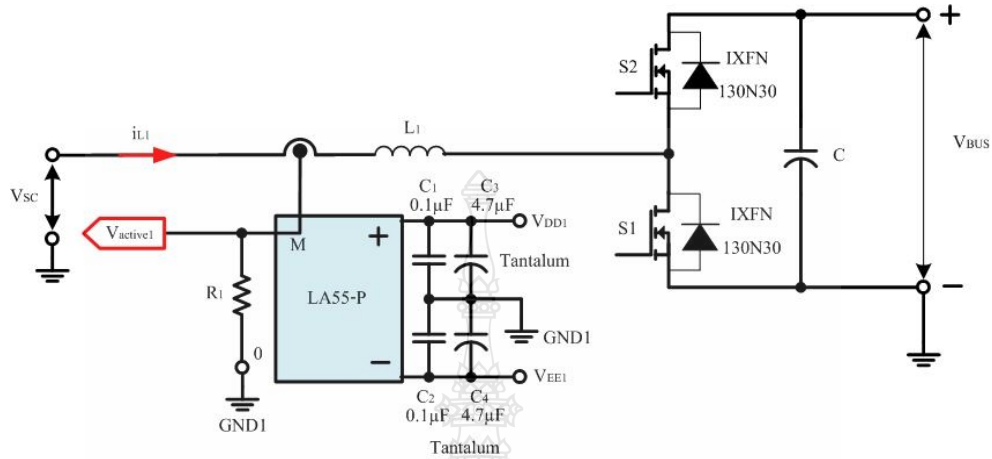 S2
IXFN
130N30
+
iL1
L1
VSC
C
VBUS
C1
0.1µF
C3
4.7µF
VDD1
Vactive1
M
+
S1
IXFN
130N30
Tantalum
R1
LA55-P
GND1
−
0
−
VEE1
GND1
C2
0.1µF
C4
4.7µF
Tantalum